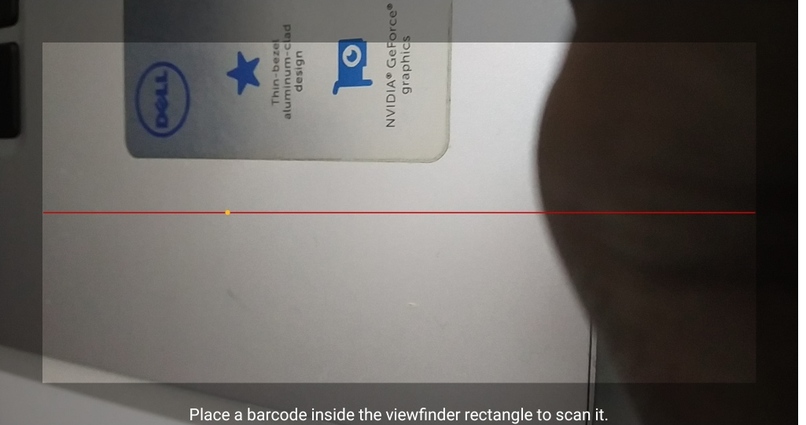 DELL
Thin-bezel
aluminum-clad
design
NVIDIA® GeForce®
graphics
Place a barcode inside the viewfinder rectangle to scan it.